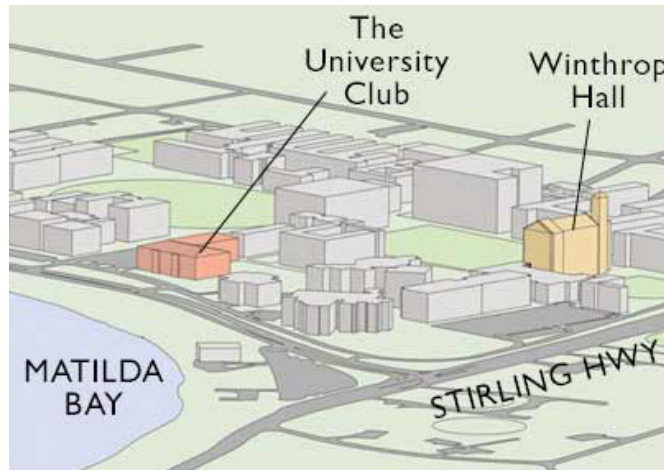 The
University
Club
Winthrop
Hall
MATILDA
BAY
STIRLING HWY